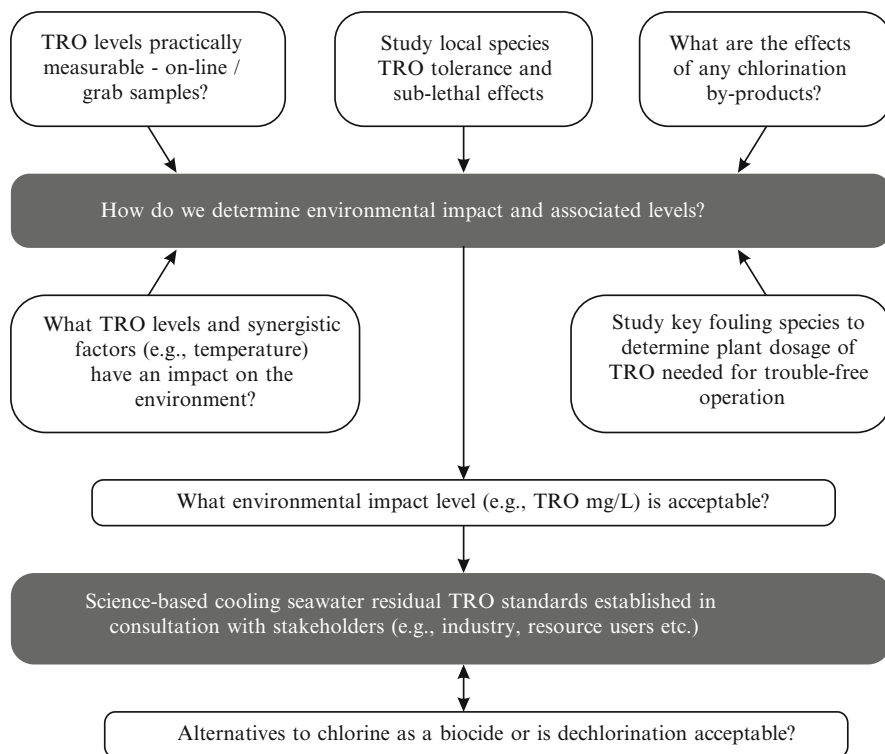 TRO levels practically
measurable - on-line /
grab samples?
Study local species
TRO tolerance and
sub-lethal effects
What are the effects
of any chlorination
by-products?
How do we determine environmental impact and associated levels?
What TRO levels and synergistic
factors (e.g., temperature)
have an impact on the
environment?
Study key fouling species to
determine plant dosage of
TRO needed for trouble-free
operation
What environmental impact level (e.g., TRO mg/L) is acceptable?
Science-based cooling seawater residual TRO standards established in
consultation with stakeholders (e.g., industry, resource users etc.)
Alternatives to chlorine as a biocide or is dechlorination acceptable?